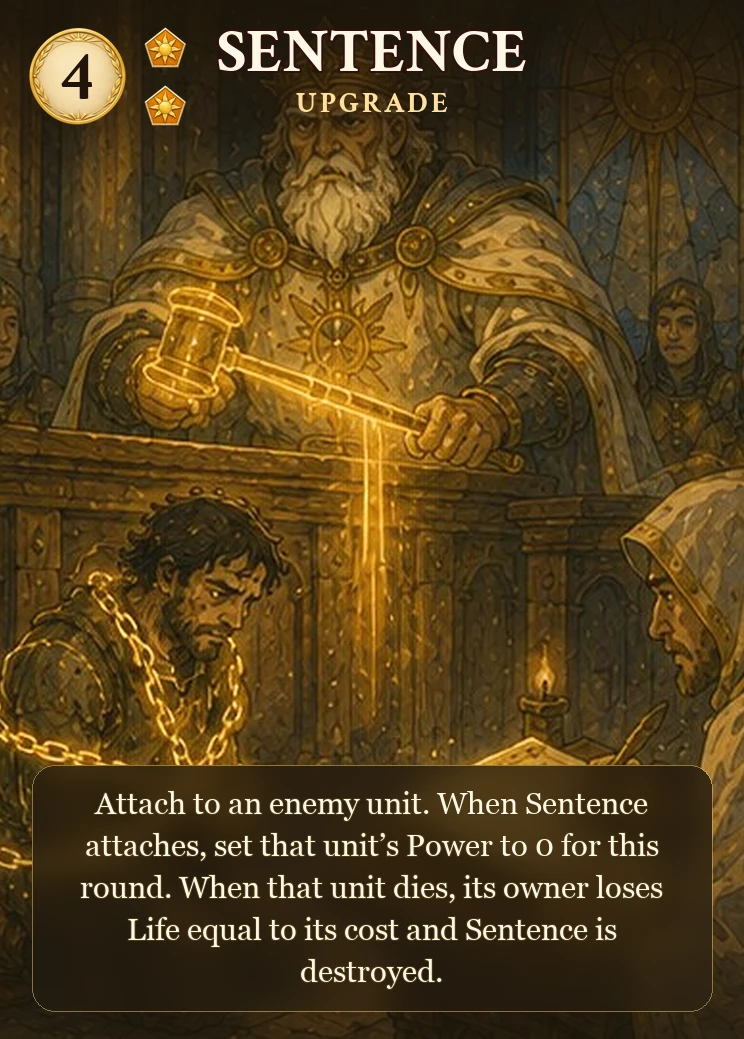 4
SENTENCE
UPGRADE
Attach to an enemy unit. When Sentence
attaches, set that unit’s Power to 0 for this
round. When that unit dies, its owner loses
Life equal to its cost and Sentence is
destroyed.